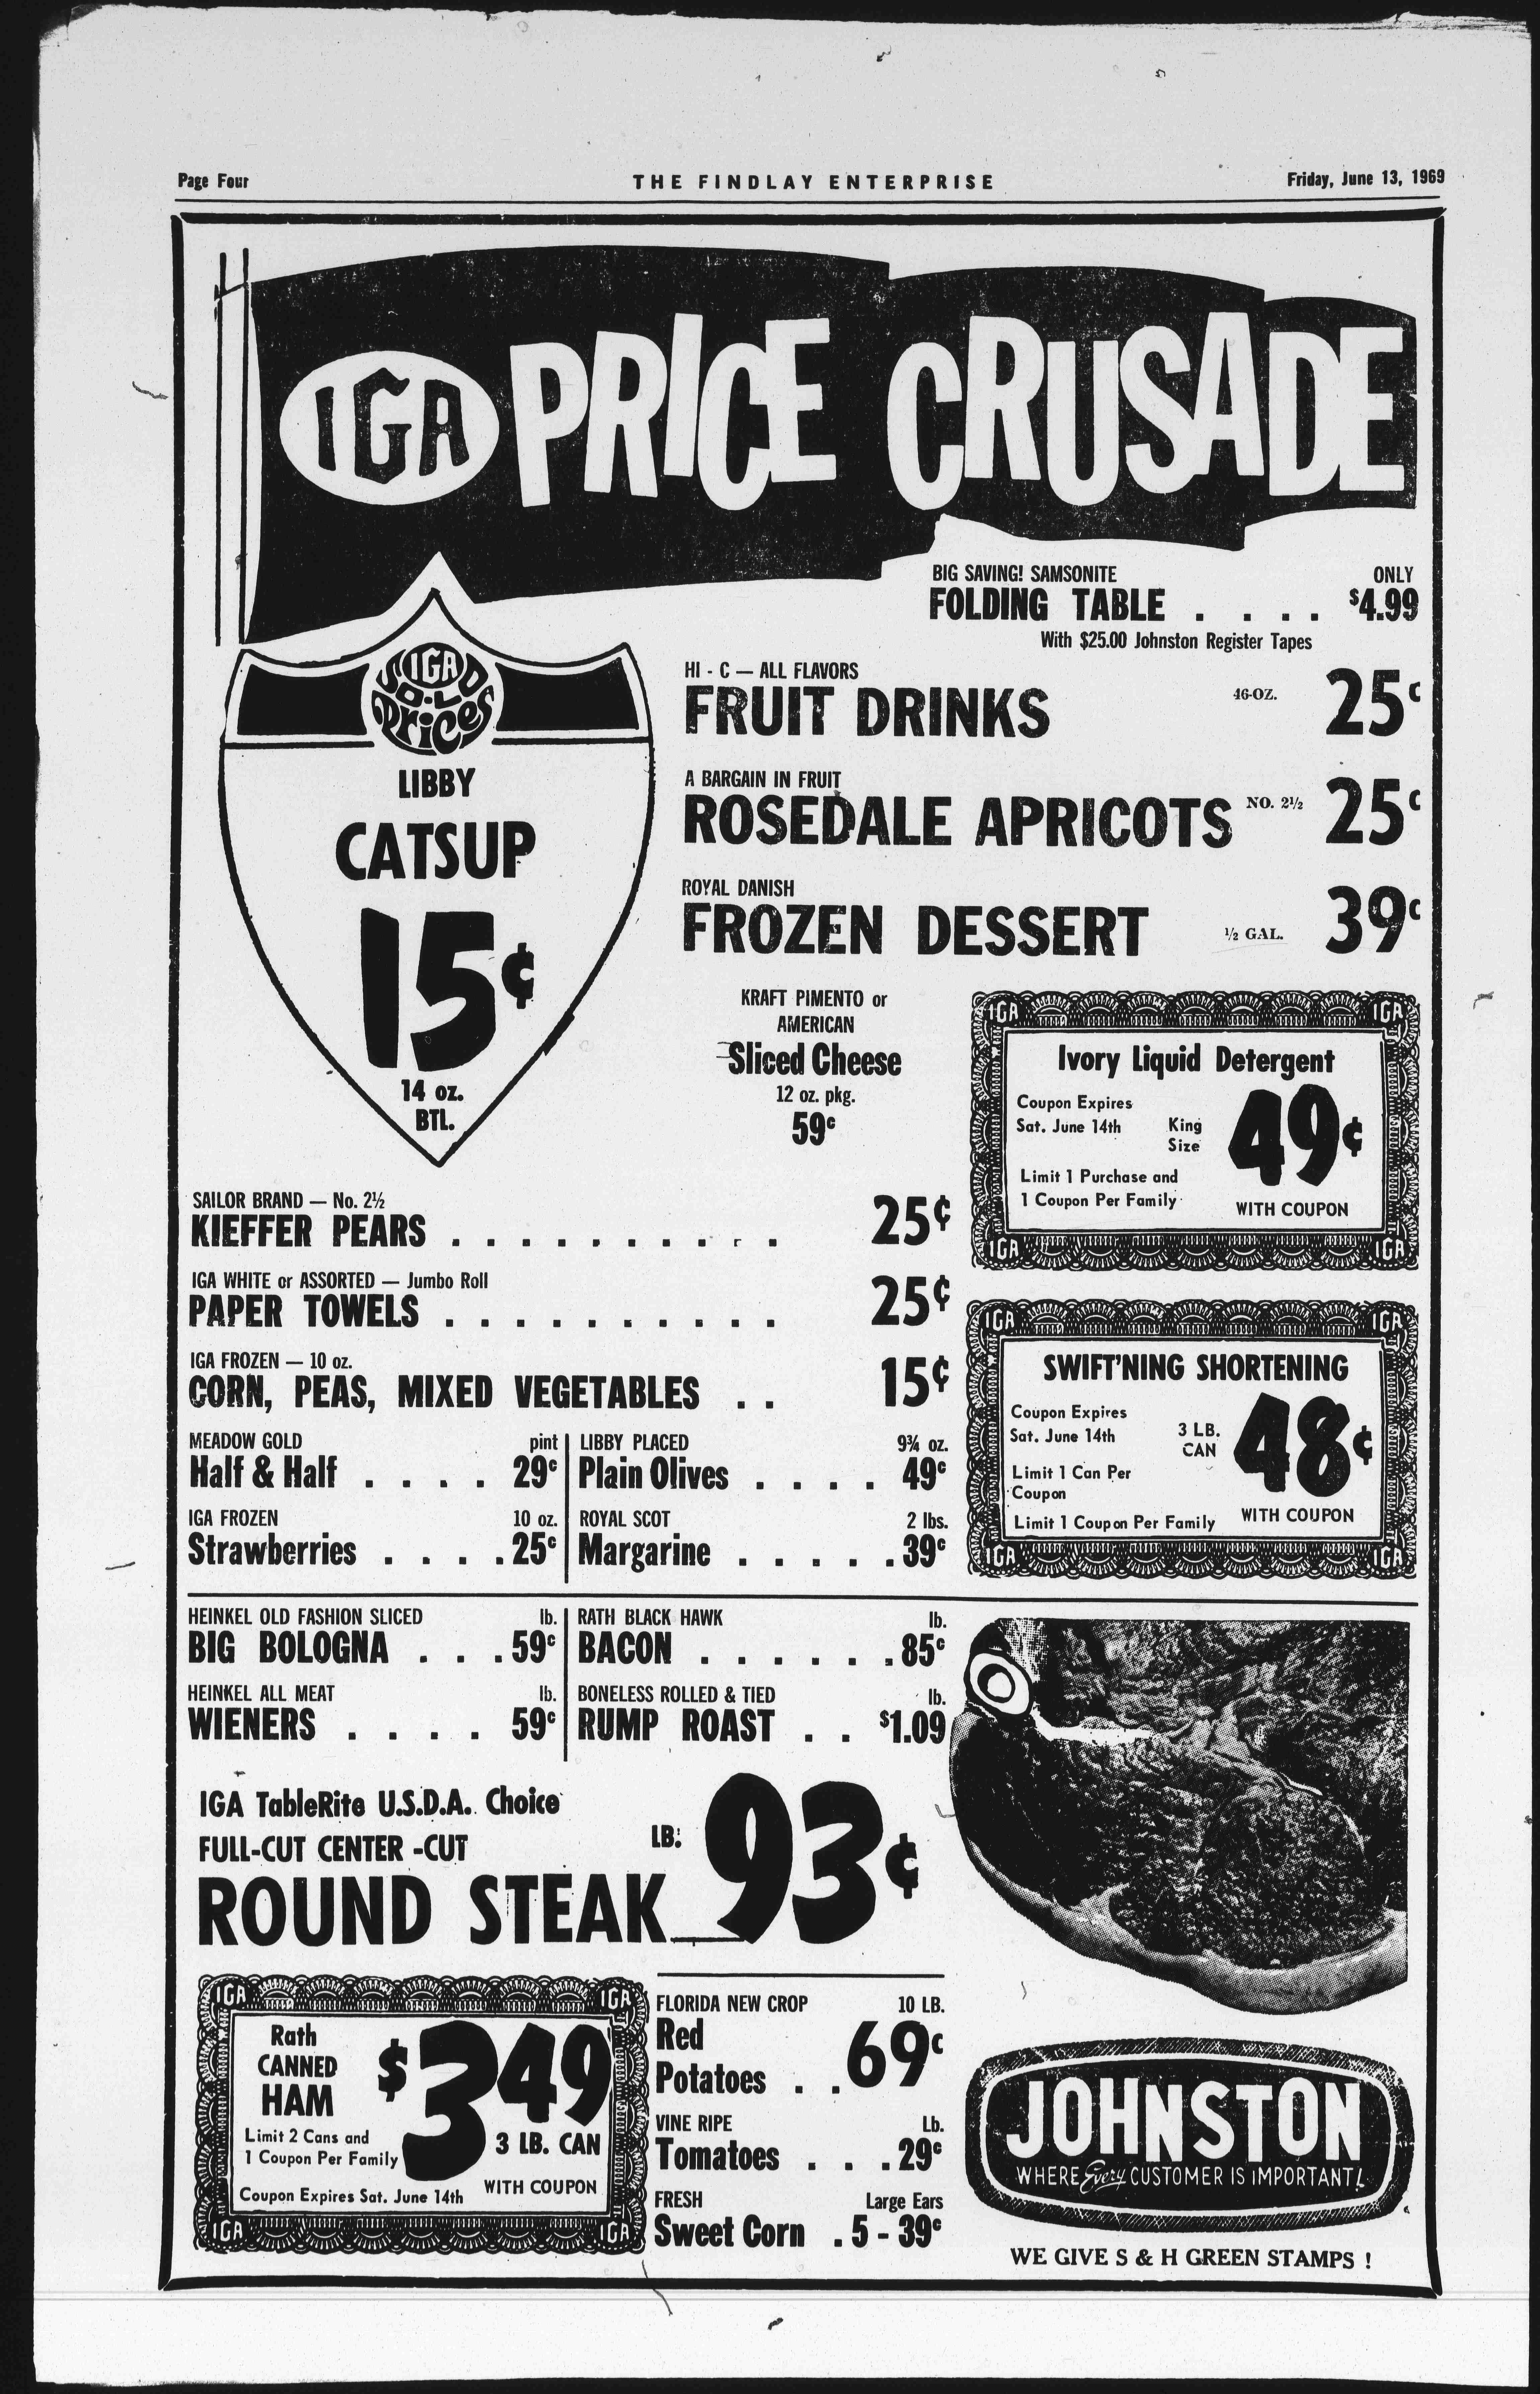 Page Four
THE FINDLAY ENTERPRISE
Friday, June 13, 1969
IGA PRICE CRUSADE
BIG SAVING! SAMSONITE ONLY
FOLDING TABLE . . . . $4.99
With $25.00 Johnston Register Tapes
IGA
SO-LO
Prices
LIBBY
CATSUP
15¢
14 oz.
BTL.
HI - C — ALL FLAVORS
FRUIT DRINKS 46-OZ. 25¢
A BARGAIN IN FRUIT
ROSEDALE APRICOTS NO. 2½ 25¢
ROYAL DANISH
FROZEN DESSERT ½ GAL. 39¢
KRAFT PIMENTO or
AMERICAN
Sliced Cheese
12 oz. pkg.
59¢
IGA IGA
Ivory Liquid Detergent
Coupon Expires
Sat. June 14th
King
Size
49¢
Limit 1 Purchase and
1 Coupon Per Family
WITH COUPON
IGA IGA
SAILOR BRAND — No. 2½
KIEFFER PEARS . . . . . . . . . . 25¢
IGA WHITE or ASSORTED — Jumbo Roll
PAPER TOWELS . . . . . . . . . . 25¢
IGA FROZEN — 10 oz.
CORN, PEAS, MIXED VEGETABLES . . 15¢
IGA IGA
SWIFT'NING SHORTENING
Coupon Expires
Sat. June 14th
3 LB.
CAN
48¢
Limit 1 Can Per
Coupon
Limit 1 Coupon Per Family
WITH COUPON
IGA IGA
MEADOW GOLD pint
Half & Half . . . . 29¢
IGA FROZEN 10 oz.
Strawberries . . . . 25¢
LIBBY PLACED 9¾ oz.
Plain Olives . . . . 49¢
ROYAL SCOT 2 lbs.
Margarine . . . . . 39¢
HEINKEL OLD FASHION SLICED lb.
BIG BOLOGNA . . . 59¢
HEINKEL ALL MEAT lb.
WIENERS . . . . 59¢
RATH BLACK HAWK lb.
BACON . . . . . . 85¢
BONELESS ROLLED & TIED lb.
RUMP ROAST . . $1.09
IGA TableRite U.S.D.A. Choice
FULL-CUT CENTER -CUT
ROUND STEAK
LB. 93¢
IGA IGA
Rath
CANNED
HAM
$3 49
3 LB. CAN
Limit 2 Cans and
1 Coupon Per Family
WITH COUPON
Coupon Expires Sat. June 14th
IGA IGA
FLORIDA NEW CROP 10 LB.
Red
Potatoes . . 69¢
VINE RIPE Lb.
Tomatoes . . . 29¢
FRESH Large Ears
Sweet Corn . 5 - 39¢
JOHNSTON
WHERE Every CUSTOMER IS IMPORTANT!
WE GIVE S & H GREEN STAMPS !